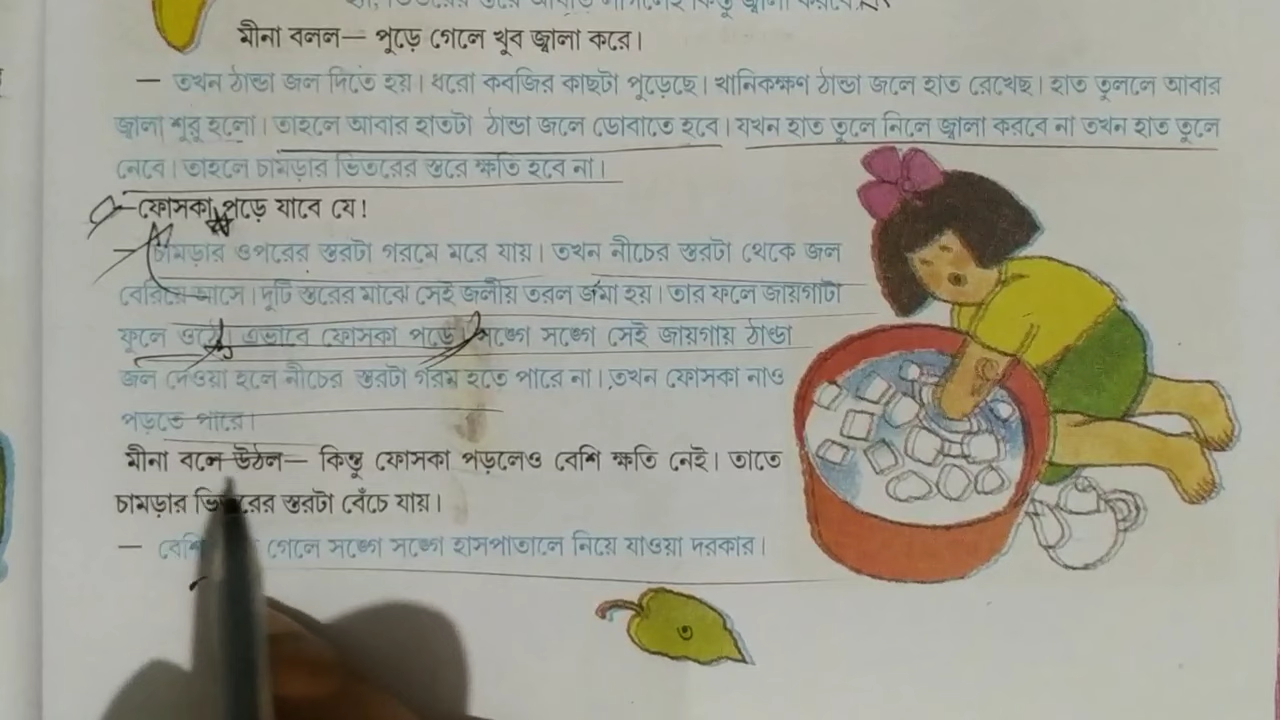 মীনা বলল— পুড়ে গেলে খুব জ্বালা করে।
— তখন ঠান্ডা জল দিতে হয়। ধরো কবজির কাছটা পুড়েছে। খানিকক্ষণ ঠান্ডা জলে হাত রেখেছ। হাত তুললে আবার
জ্বালা শুরু হলো। তাহলে আবার হাতটা ঠান্ডা জলে ডোবাতে হবে। যখন হাত তুলে নিলে জ্বালা করবে না তখন হাত তুলে
নেবে। তাহলে চামড়ার ভিতরের স্তরে ক্ষতি হবে না।
—ফোসকা পড়ে যাবে যে!
— চামড়ার ওপরের স্তরটা গরমে মরে যায়। তখন নীচের স্তরটা থেকে জল
বেরিয়ে আসে। দুটি স্তরের মাঝে সেই জলীয় তরল জমা হয়। তার ফলে জায়গাটা
ফুলে ওঠে। এভাবে ফোসকা পড়ে। সঙ্গে সঙ্গে সেই জায়গায় ঠান্ডা
জল দেওয়া হলে নীচের স্তরটা গরম হতে পারে না। তখন ফোসকা নাও
পড়তে পারে।
মীনা বলে উঠল— কিন্তু ফোসকা পড়লেও বেশি ক্ষতি নেই। তাতে
চামড়ার ভিতরের স্তরটা বেঁচে যায়।
— বেশি গেলে সঙ্গে সঙ্গে হাসপাতালে নিয়ে যাওয়া দরকার।